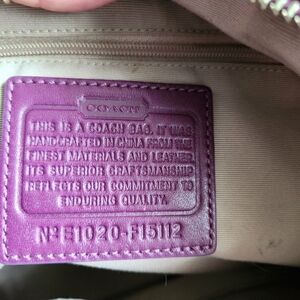 COACH
THIS IS A COACH BAG. IT WAS
HANDCRAFTED IN CHINA FROM THE
FINEST MATERIALS AND LEATHER.
ITS SUPERIOR CRAFTSMANSHIP
REFLECTS OUR COMMITMENT TO
ENDURING QUALITY.
Nº E1020-F15112